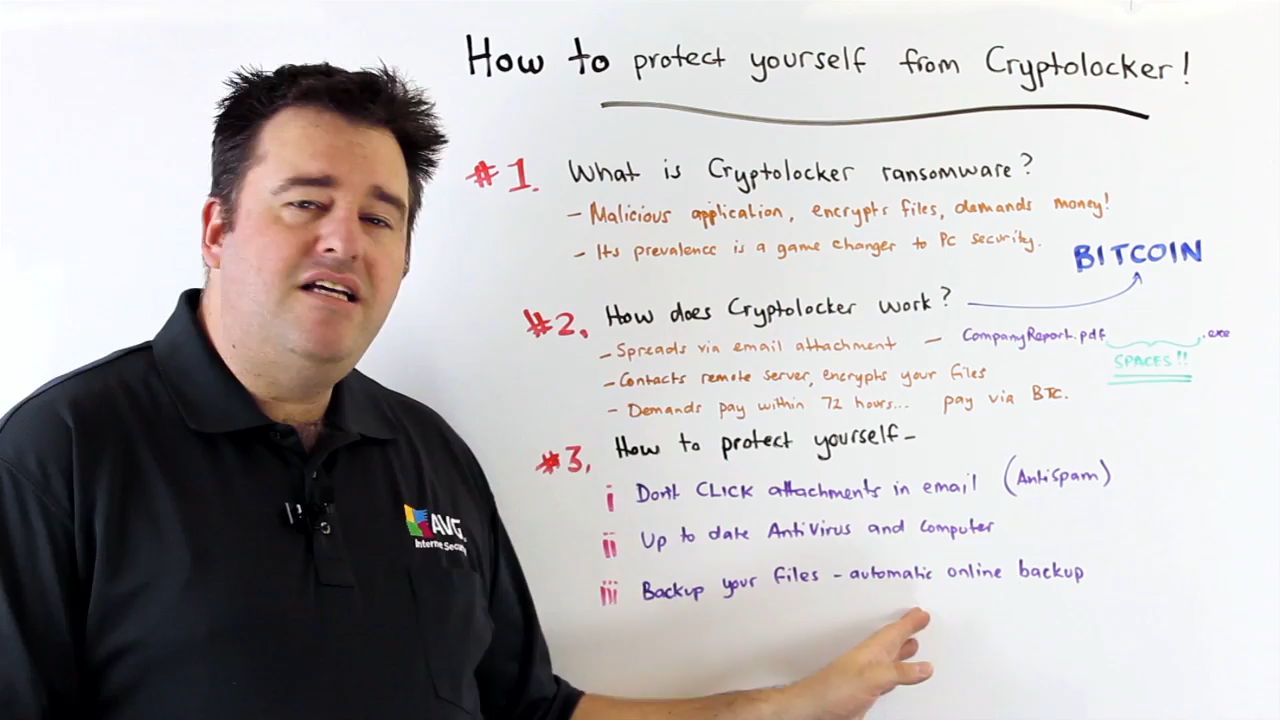 How to protect yourself from Cryptolocker!
#1. What is Cryptolocker ransomware?
- Malicious application, encrypts files, demands money!
- Its prevalence is a game changer to PC security.
BITCOIN
#2. How does Cryptolocker work?
- Spreads via email attachment - CompanyReport.pdf .exe
SPACES!!
- Contacts remote server, encrypts your files
- Demands pay within 72 hours... pay via BTC.
#3. How to protect yourself-
i Don't CLICK attachments in email (Antispam)
ii Up to date AntiVirus and Computer
iii Backup your files - automatic online backup
AVG.
Internet Security